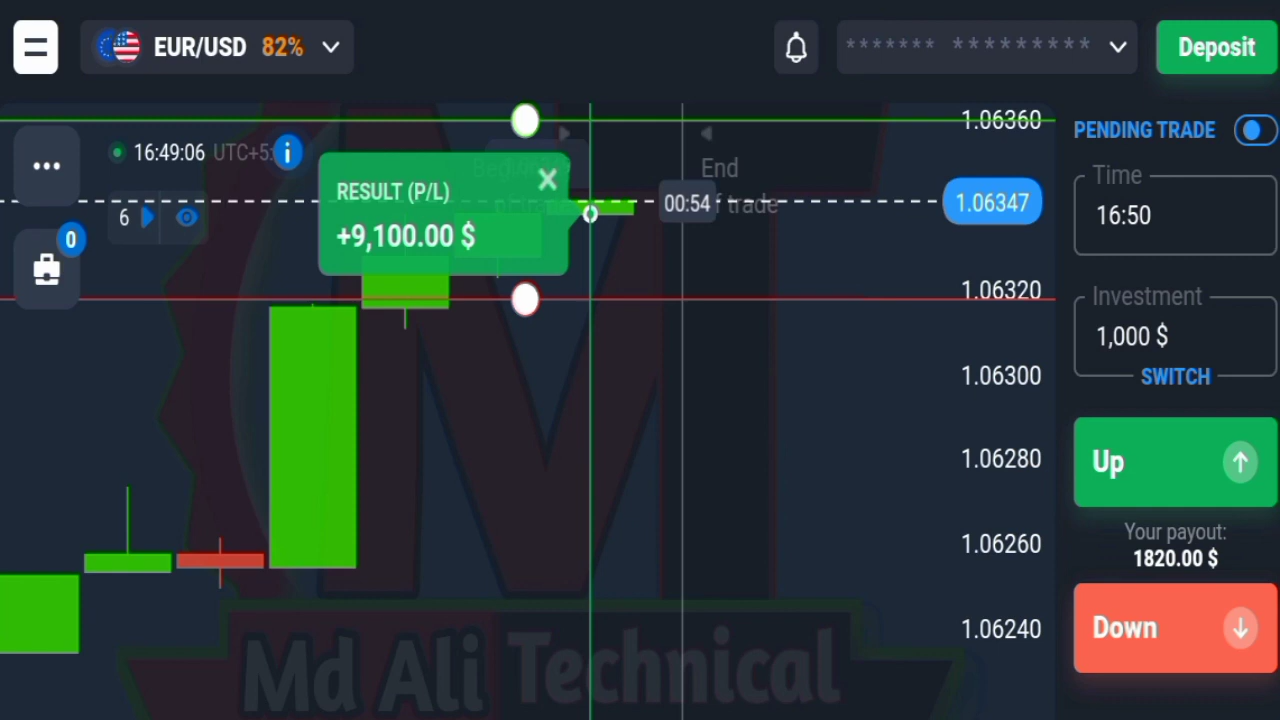 EUR/USD 82%
******* *********
Deposit
16:49:06 UTC+5:
i
6
0
RESULT (P/L)
+9,100.00 $
End
of trade
00:54
1.06360
1.06347
1.06320
1.06300
1.06280
1.06260
1.06240
PENDING TRADE
Time
16:50
Investment
1,000 $
SWITCH
Up
Your payout:
1820.00 $
Down
Md Ali Technical